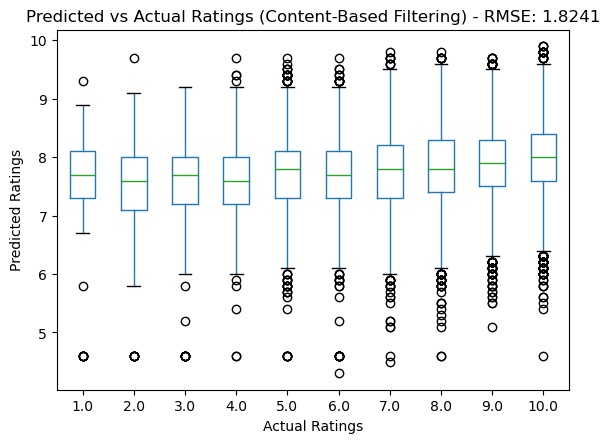 Predicted vs Actual Ratings (Content-Based Filtering) - RMSE: 1.8241
10
9
8
7
6
5
Predicted Ratings
1.0 2.0 3.0 4.0 5.0 6.0 7.0 8.0 9.0 10.0
Actual Ratings